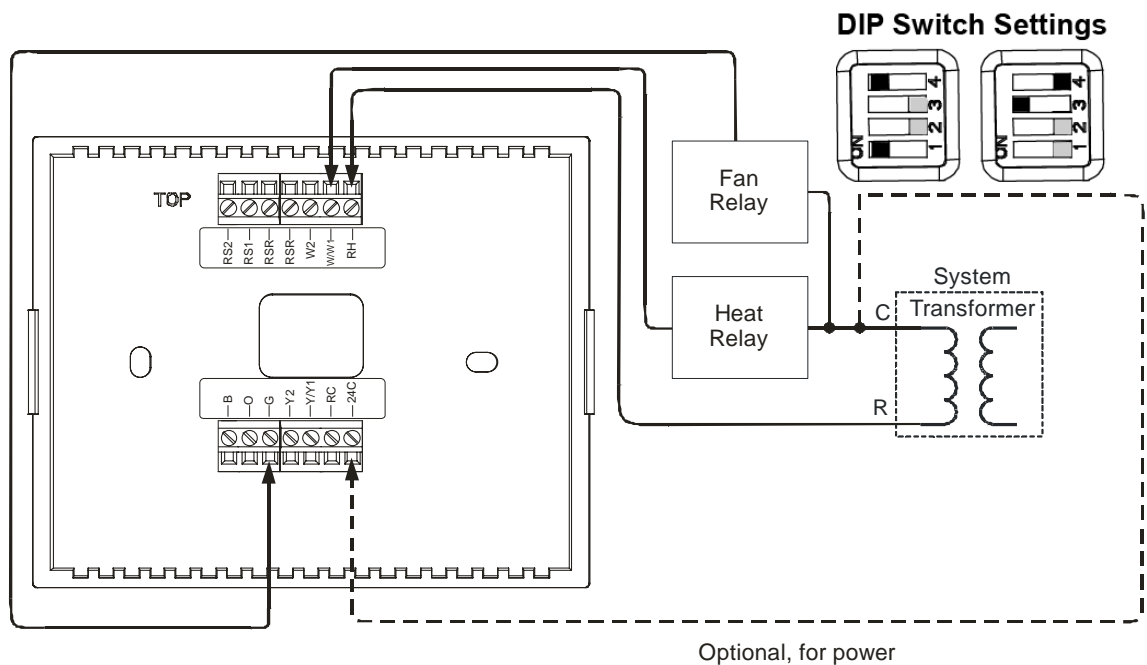 DIP Switch Settings
ON
1
2
3
4
ON
1
2
3
4
Fan
Relay
TOP
RS2
RS1
RSR
RSR
W2
W/W1
RH
System
Transformer
Heat
Relay
C
R
B
O
G
Y2
Y/Y1
RC
24C
Optional, for power